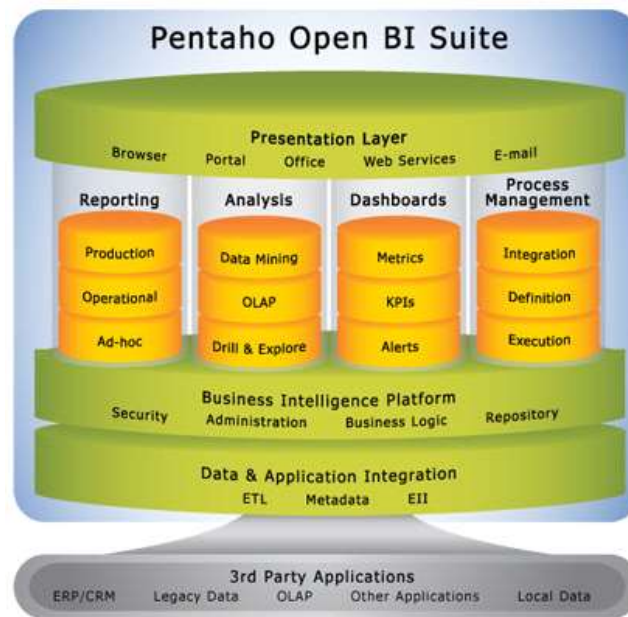 Pentaho Open BI Suite
Presentation Layer
Browser Portal Office Web Services E-mail
Reporting
Production
Operational
Ad-hoc
Analysis
Data Mining
OLAP
Drill & Explore
Dashboards
Metrics
KPIs
Alerts
Process
Management
Integration
Definition
Execution
Business Intelligence Platform
Security Administration Business Logic Repository
Data & Application Integration
ETL Metadata EII
3rd Party Applications
ERP/CRM Legacy Data OLAP Other Applications Local Data